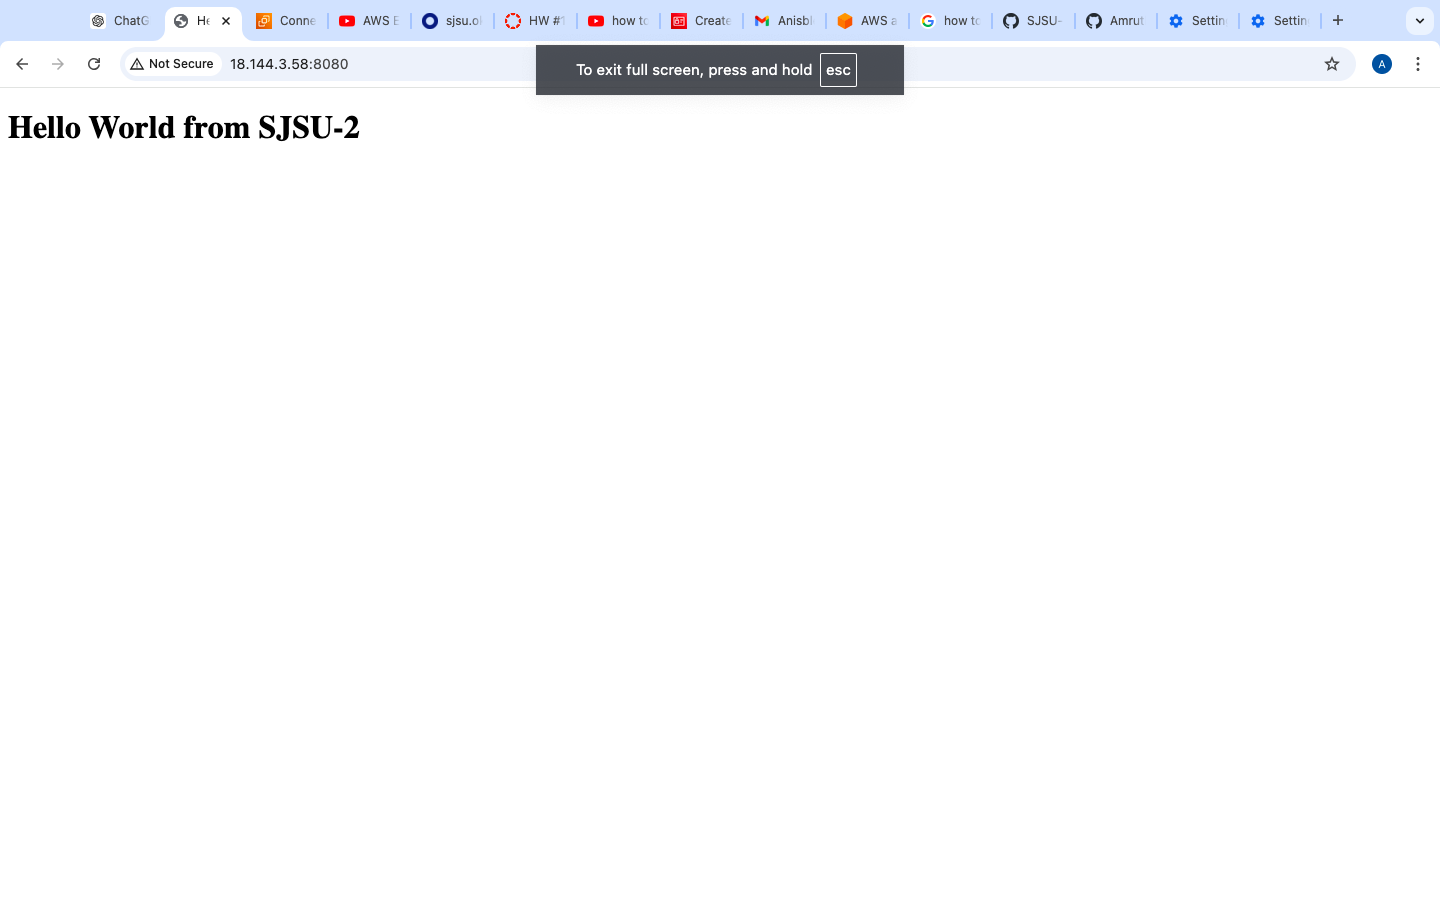 ChatG
He
Conne
AWS E
sjsu.o
HW #1
how to
Create
Anisb
AWS a
how to
SJSU-
Amrut
Settin
Settin
Not Secure
18.144.3.58:8080
To exit full screen, press and hold esc
A
Hello World from SJSU-2